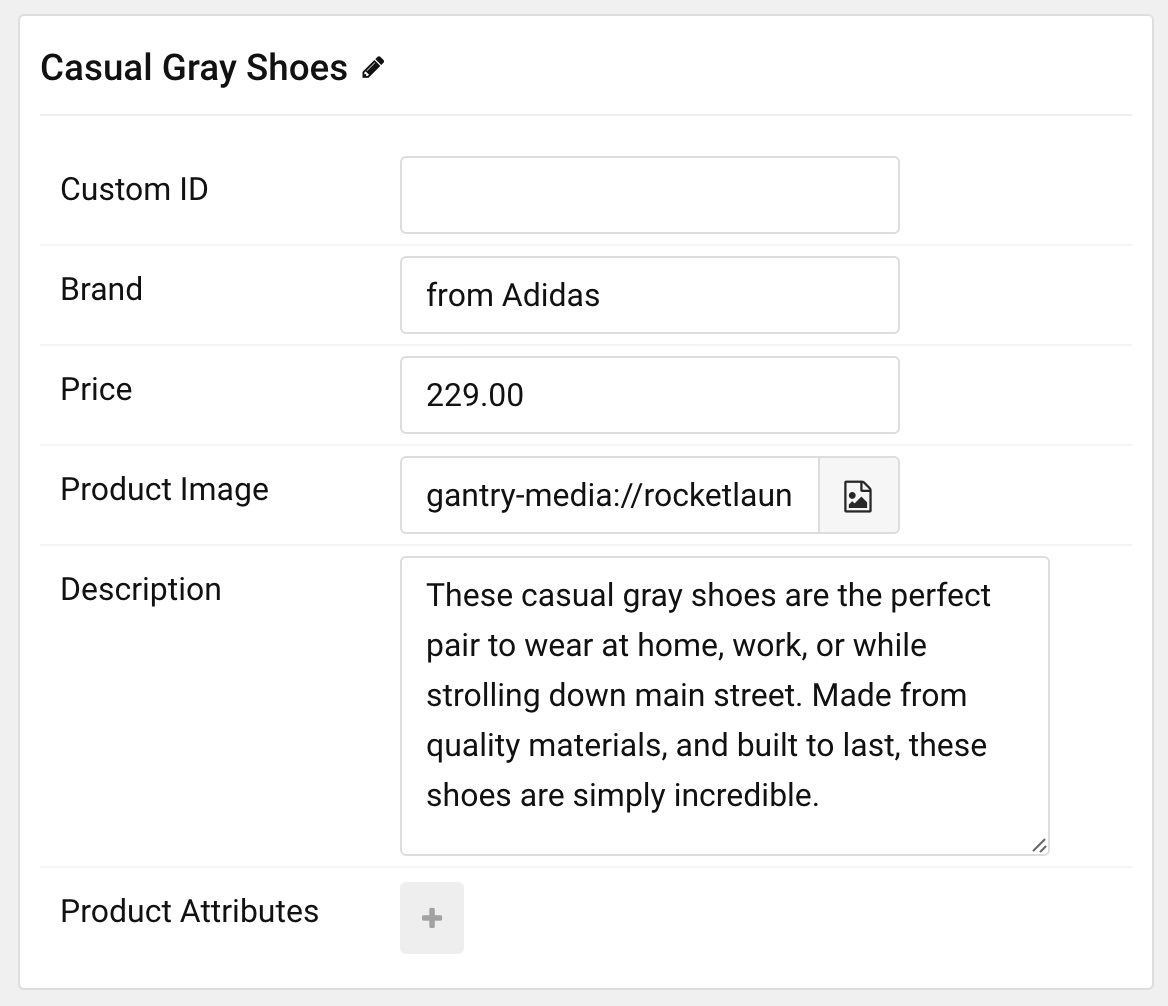 Casual Gray Shoes
Custom ID
Brand
from Adidas
Price
229.00
Product Image
gantry-media://rocketlaun
Description
These casual gray shoes are the perfect
pair to wear at home, work, or while
strolling down main street. Made from
quality materials, and built to last, these
shoes are simply incredible.
Product Attributes